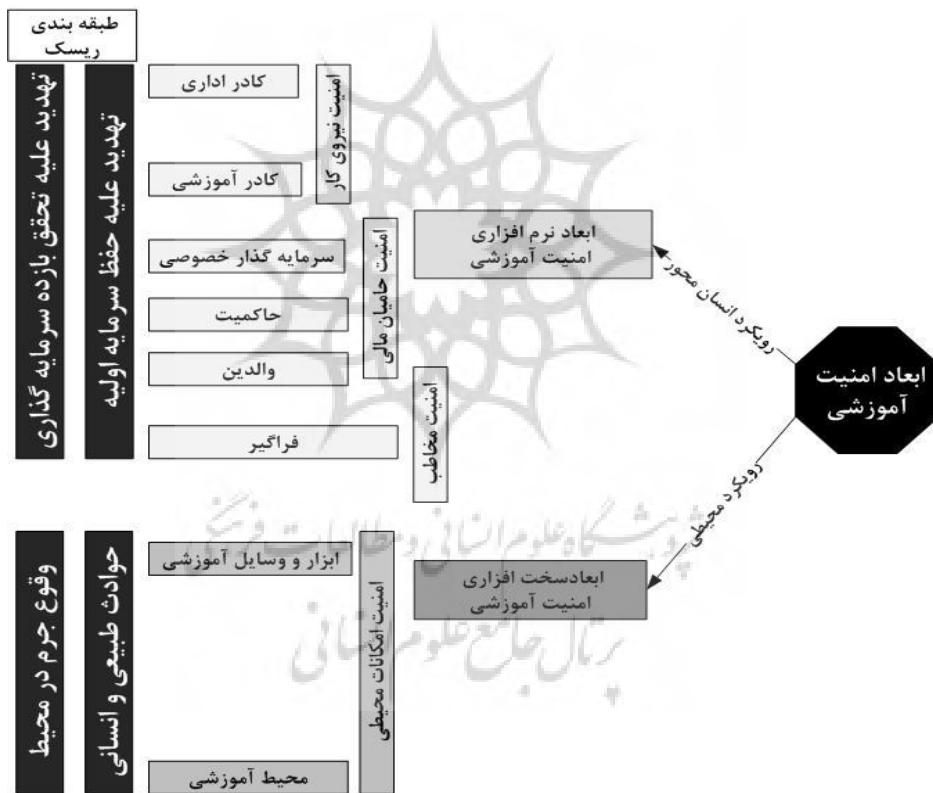 طبقه بندی
ریسک
تهدید علیه تحقق بازده سرمایه گذاری
تهدید علیه حفظ سرمایه اولیه
کادر اداری
امنیت نیروی کار
کادر آموزشی
سرمایه گذار خصوصی
امنیت حامیان مالی
حاکمیت
والدین
امنیت مخاطب
فراگیر
ابعاد نرم افزاری
امنیت آموزشی
رویکرد انسان محور
ابعاد امنیت
آموزشی
رویکرد محیطی
ابعادسخت افزاری
امنیت آموزشی
وقوع جرم در محیط
حوادث طبیعی و انسانی
ابزار و وسایل آموزشی
امنیت امکانات محیطی
محیط آموزشی
پژوهشگاه علوم انسانی و مطالعات فرهنگی
پرتال جامع علوم انسانی